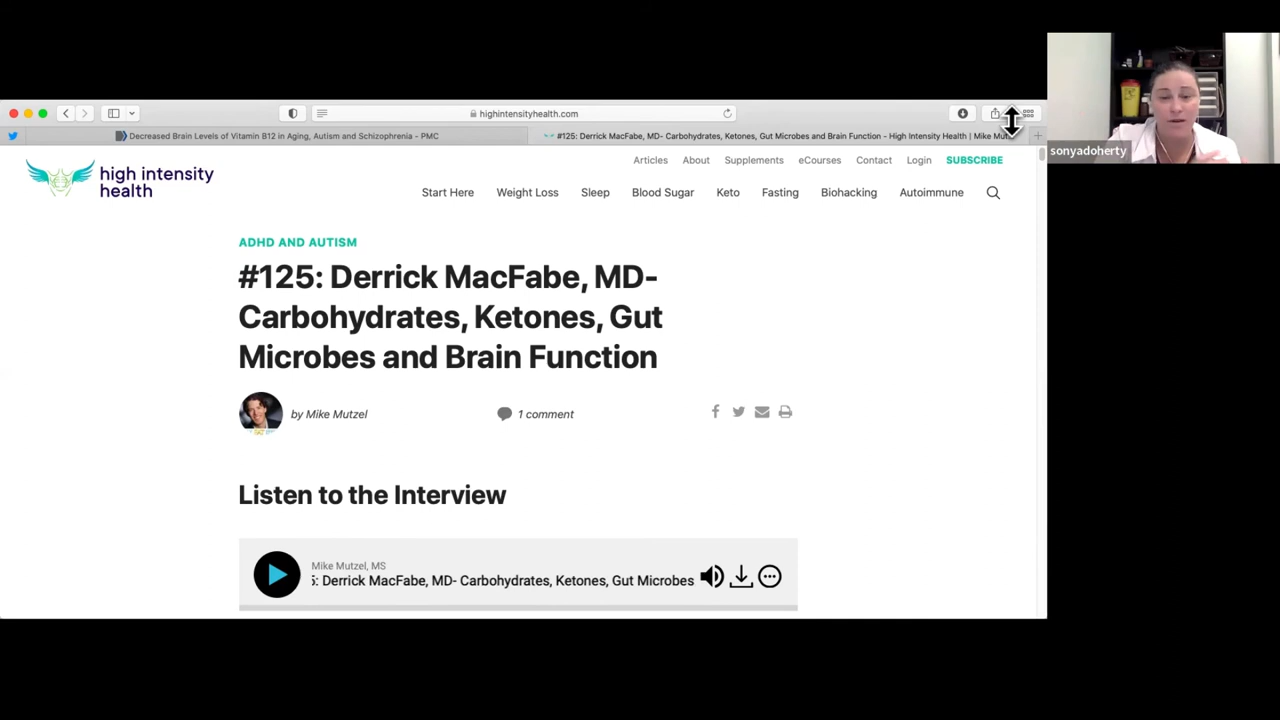 highintensityhealth.com
Decreased Brain Levels of Vitamin B12 in Aging, Autism and Schizophrenia - PMC
#125: Derrick MacFabe, MD- Carbohydrates, Ketones, Gut Microbes and Brain Function - High Intensity Health | Mike Mut
sonyadoherty
Articles About Supplements eCourses Contact Login SUBSCRIBE
high intensity
health
Start Here Weight Loss Sleep Blood Sugar Keto Fasting Biohacking Autoimmune
ADHD AND AUTISM
#125: Derrick MacFabe, MD-
Carbohydrates, Ketones, Gut
Microbes and Brain Function
by Mike Mutzel
1 comment
Listen to the Interview
Mike Mutzel, MS
5: Derrick MacFabe, MD- Carbohydrates, Ketones, Gut Microbes